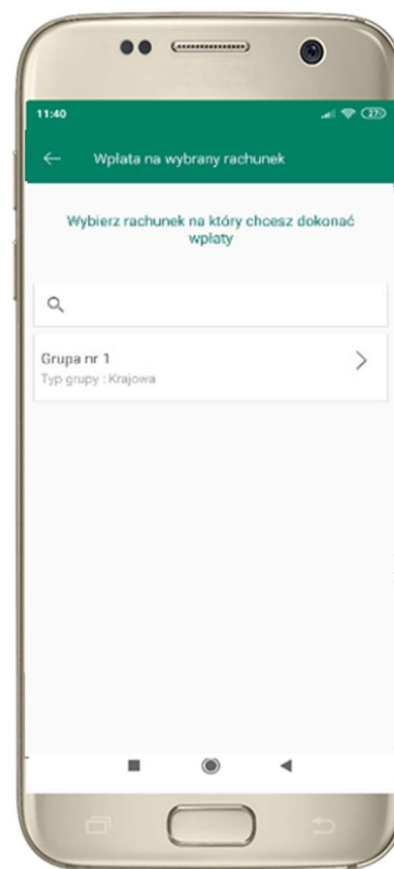 11:40
27
Wpłata na wybrany rachunek
Wybierz rachunek na który chcesz dokonać
wpłaty
Grupa nr 1
Typ grupy : Krajowa